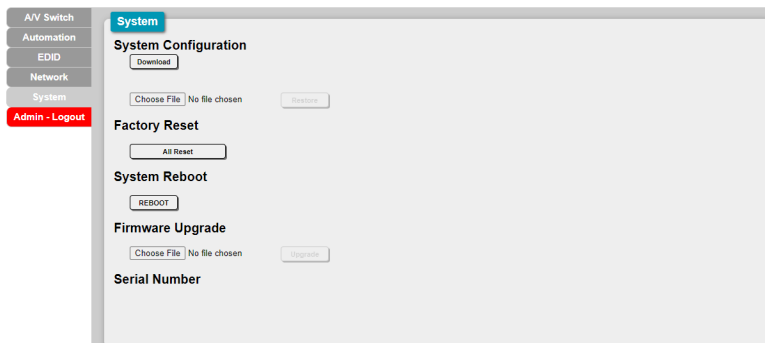 A/V Switch
Automation
EDID
Network
System
Admin - Logout
System
System Configuration
Download
Choose File No file chosen Restore
Factory Reset
All Reset
System Reboot
REBOOT
Firmware Upgrade
Choose File No file chosen Upgrade
Serial Number